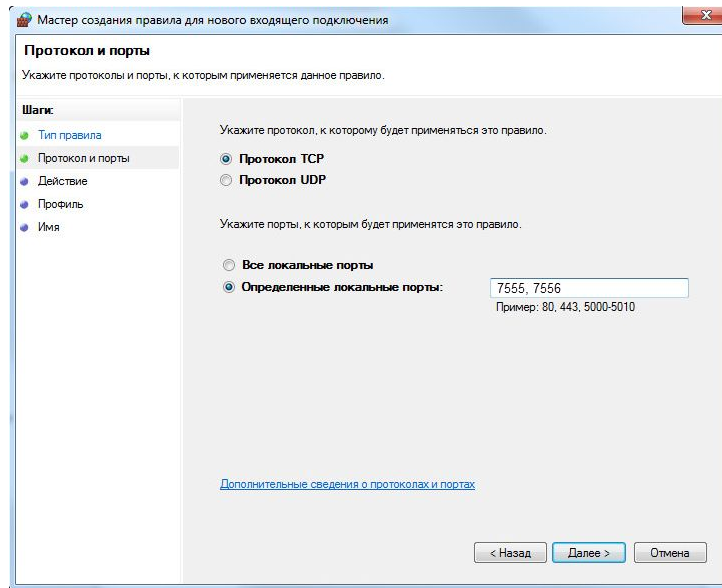 Мастер создания правила для нового входящего подключения
Протокол и порты
Укажите протоколы и порты, к которым применяется данное правило.
Шаги:
Тип правила
Протокол и порты
Действие
Профиль
Имя
Укажите протокол, к которому будет применяться это правило.
Протокол TCP
Протокол UDP
Укажите порты, к которым будет применятся это правило.
Все локальные порты
Определенные локальные порты:
7555, 7556
Пример: 80, 443, 5000-5010
Дополнительные сведения о протоколах и портах
< Назад
Далее >
Отмена